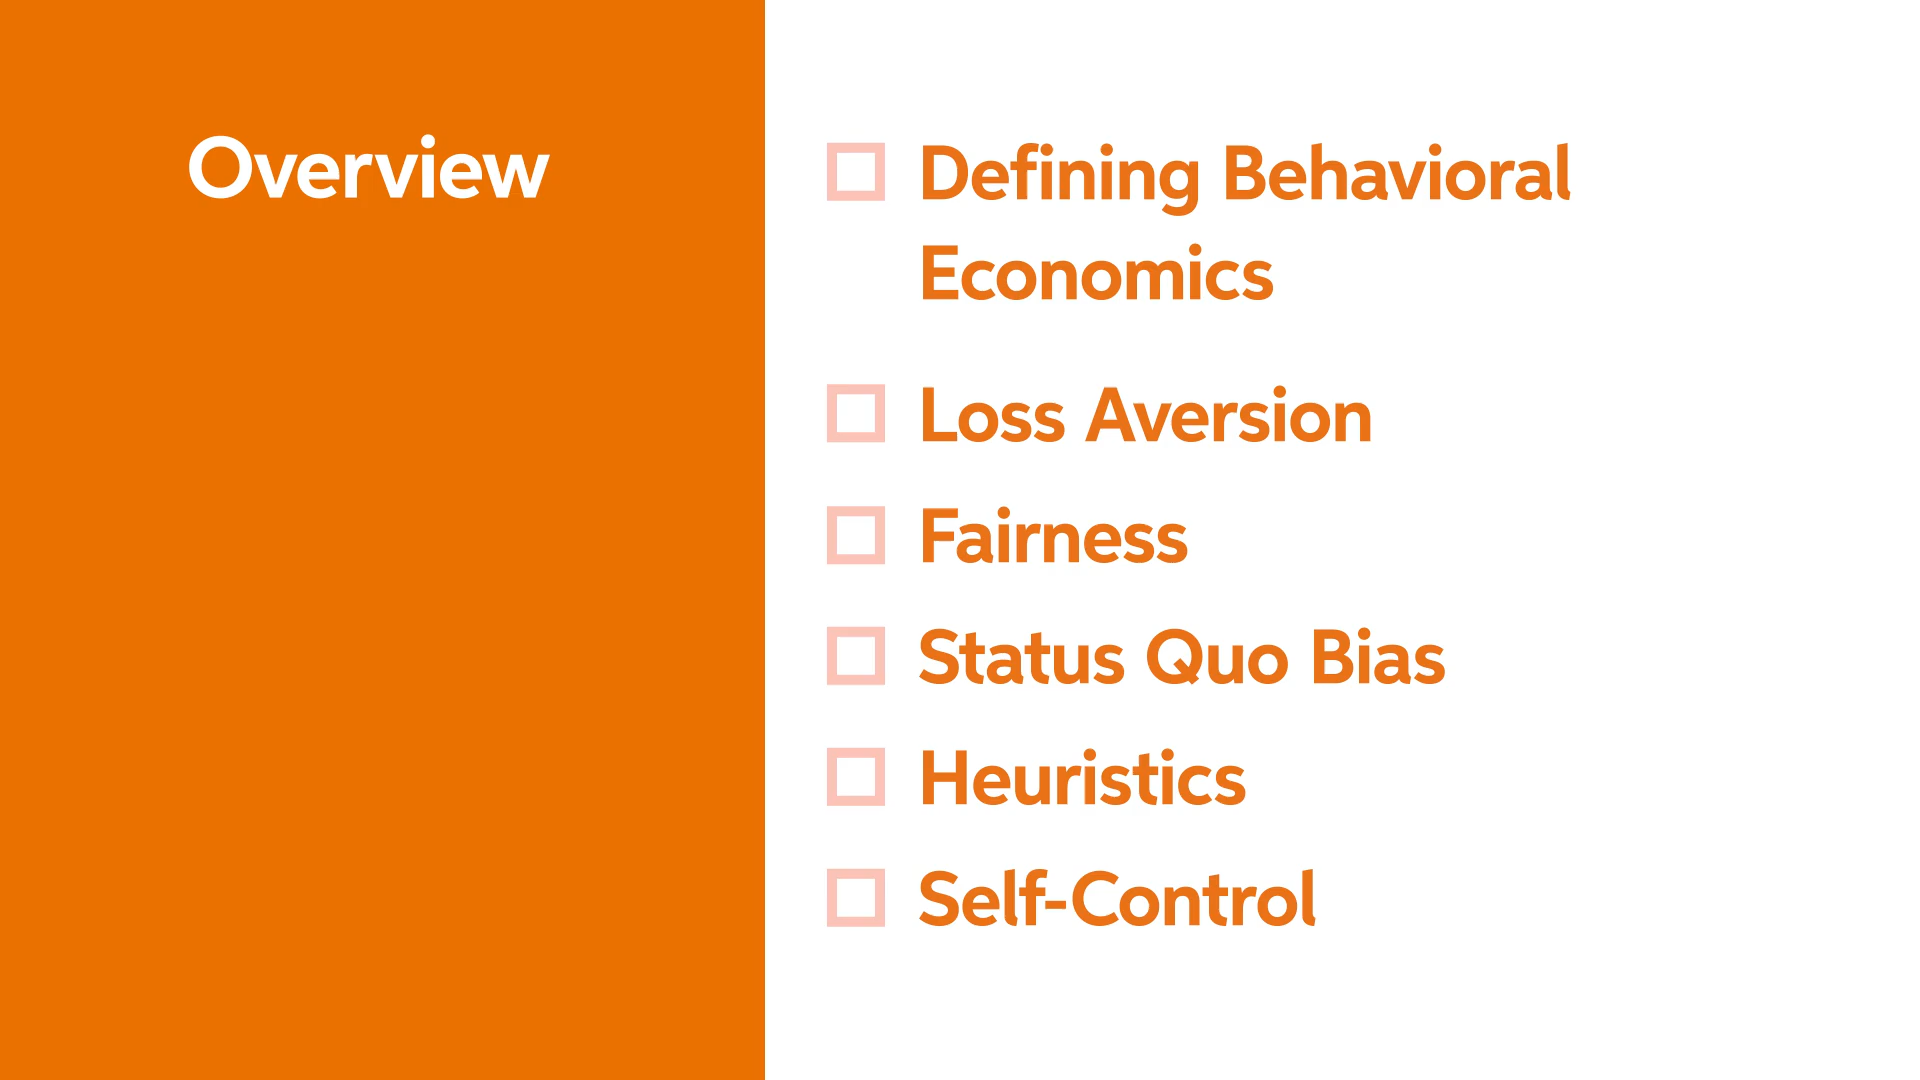 Overview
Defining Behavioral
Economics
Loss Aversion
Fairness
Status Quo Bias
Heuristics
Self-Control